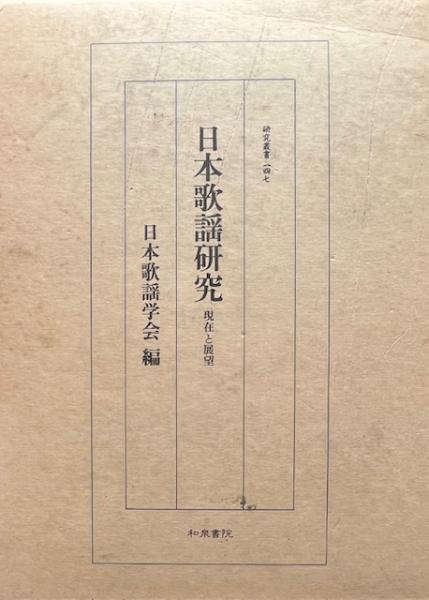 研究叢書 一四七
日本歌謡研究 現在と展望
日本歌謡学会 編
和泉書院